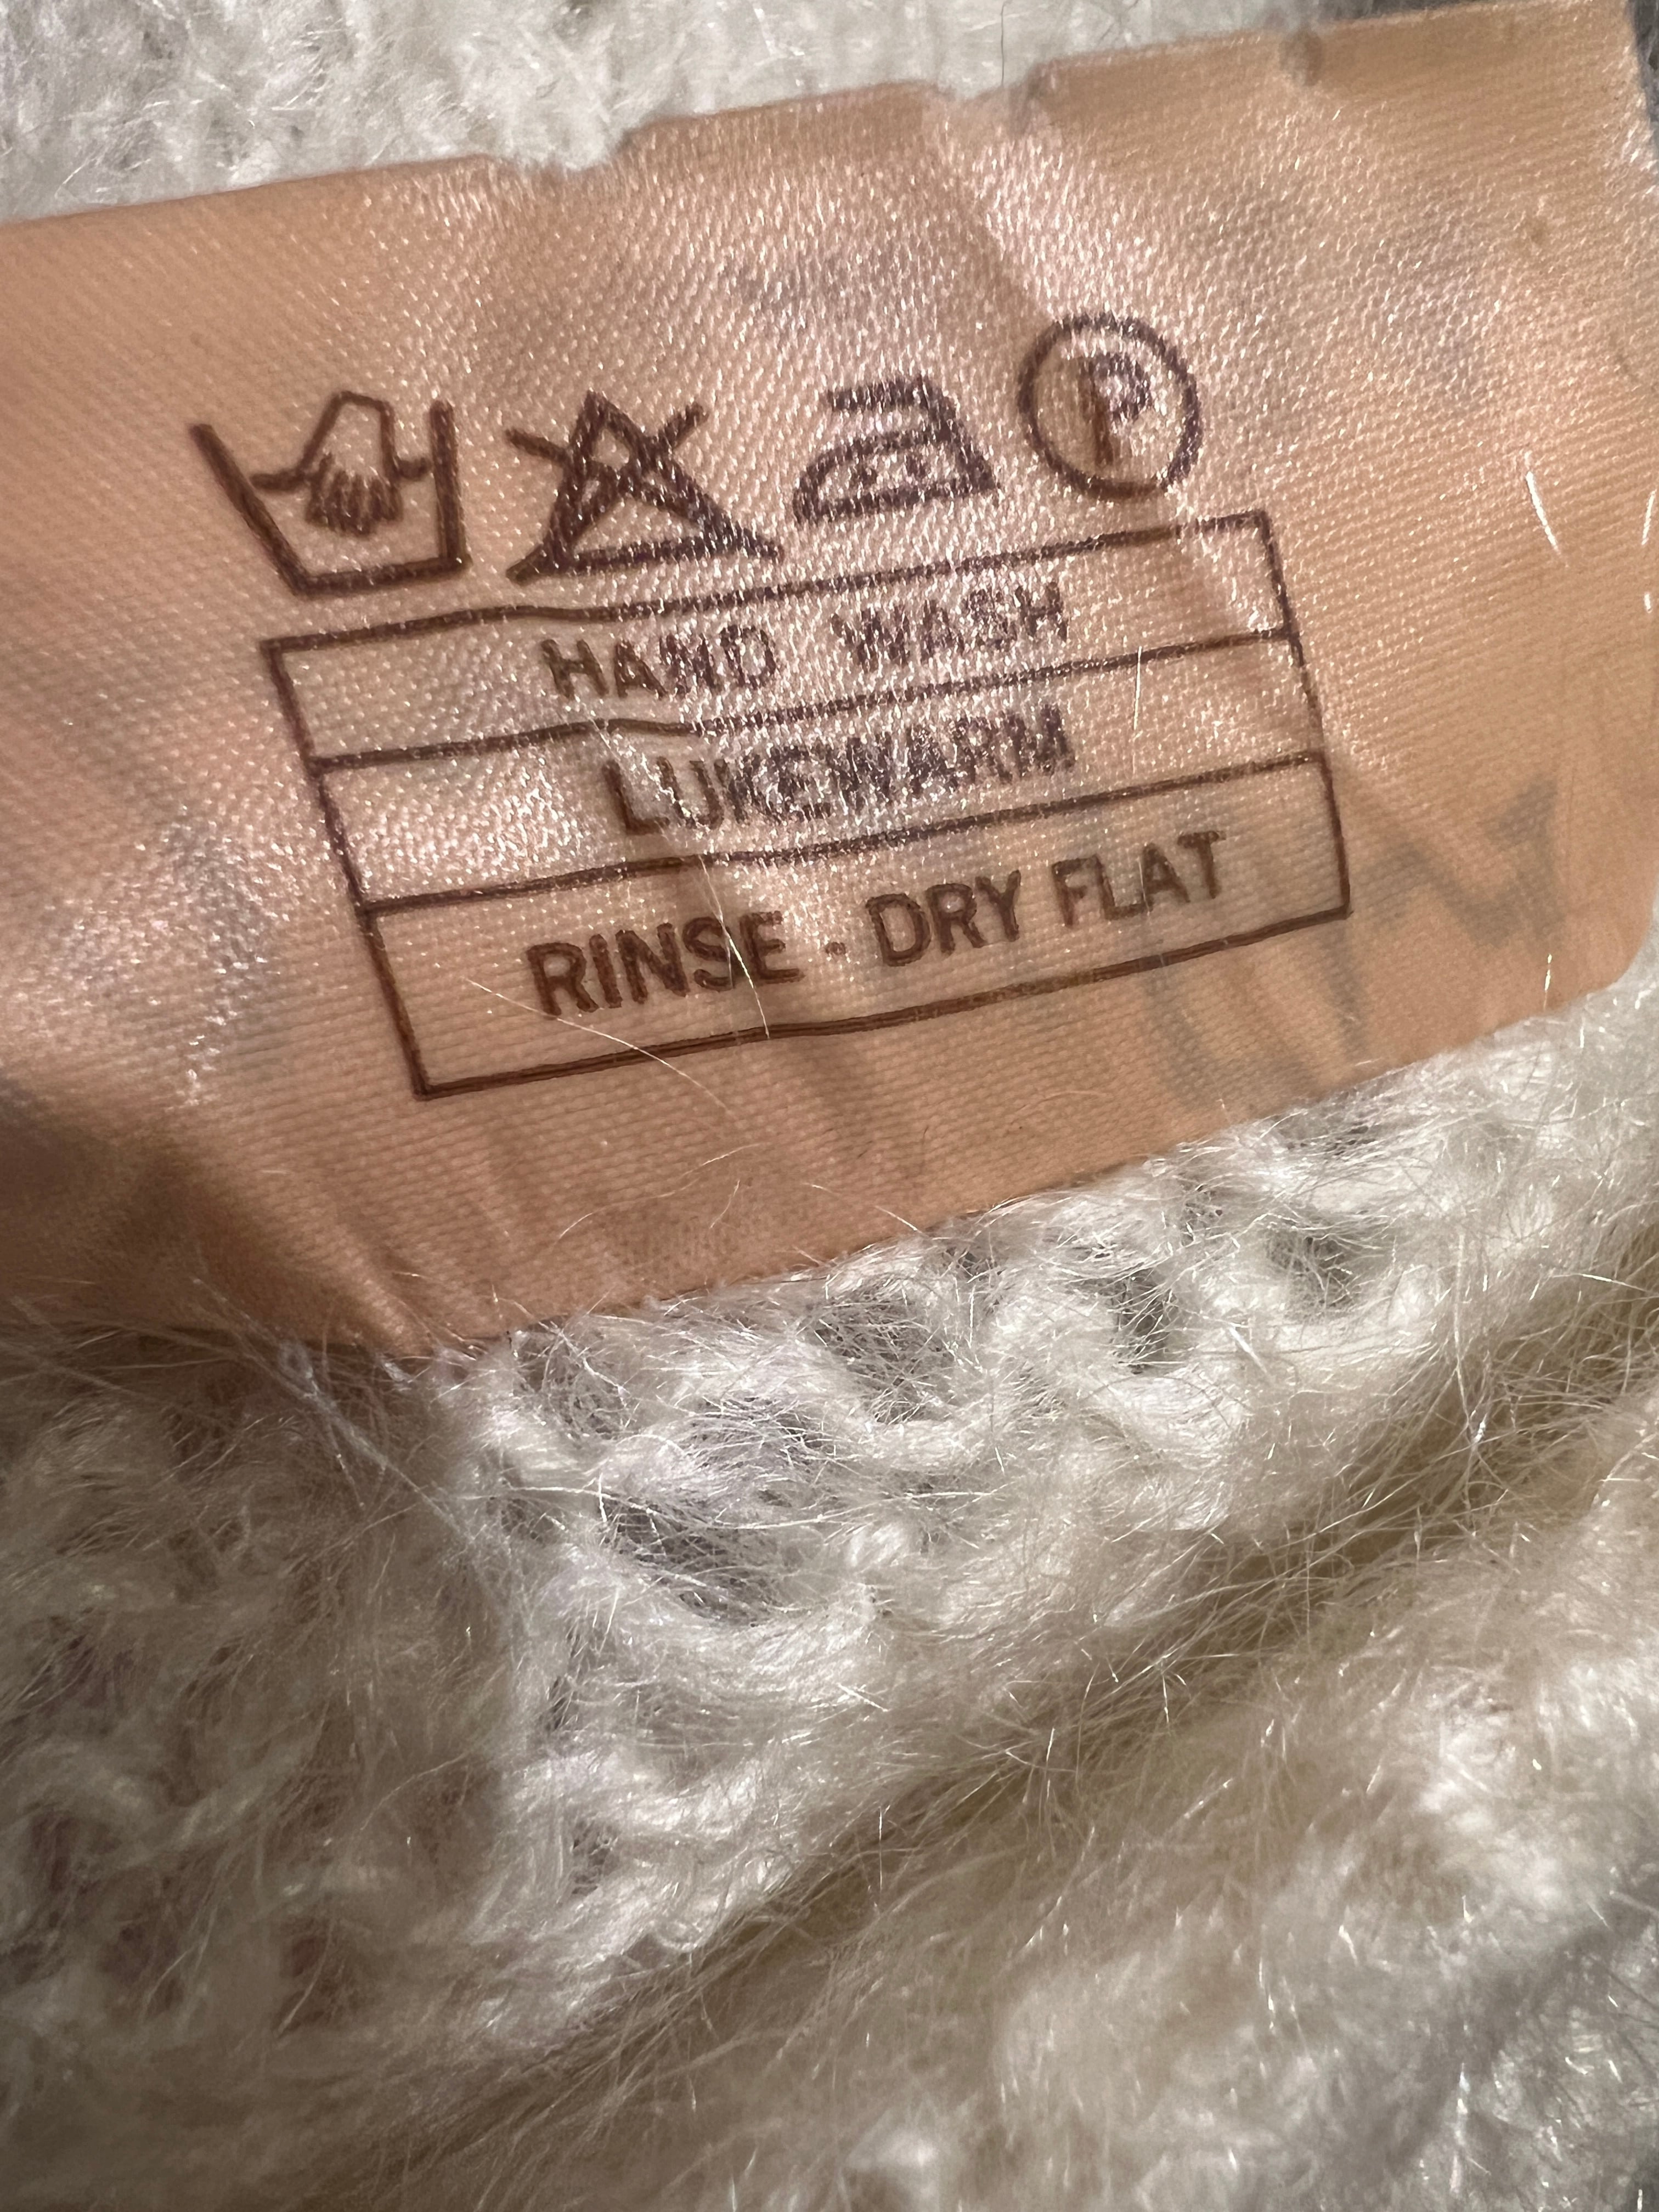 P
HAND WASH
LUKEWARM
RINSE - DRY FLAT